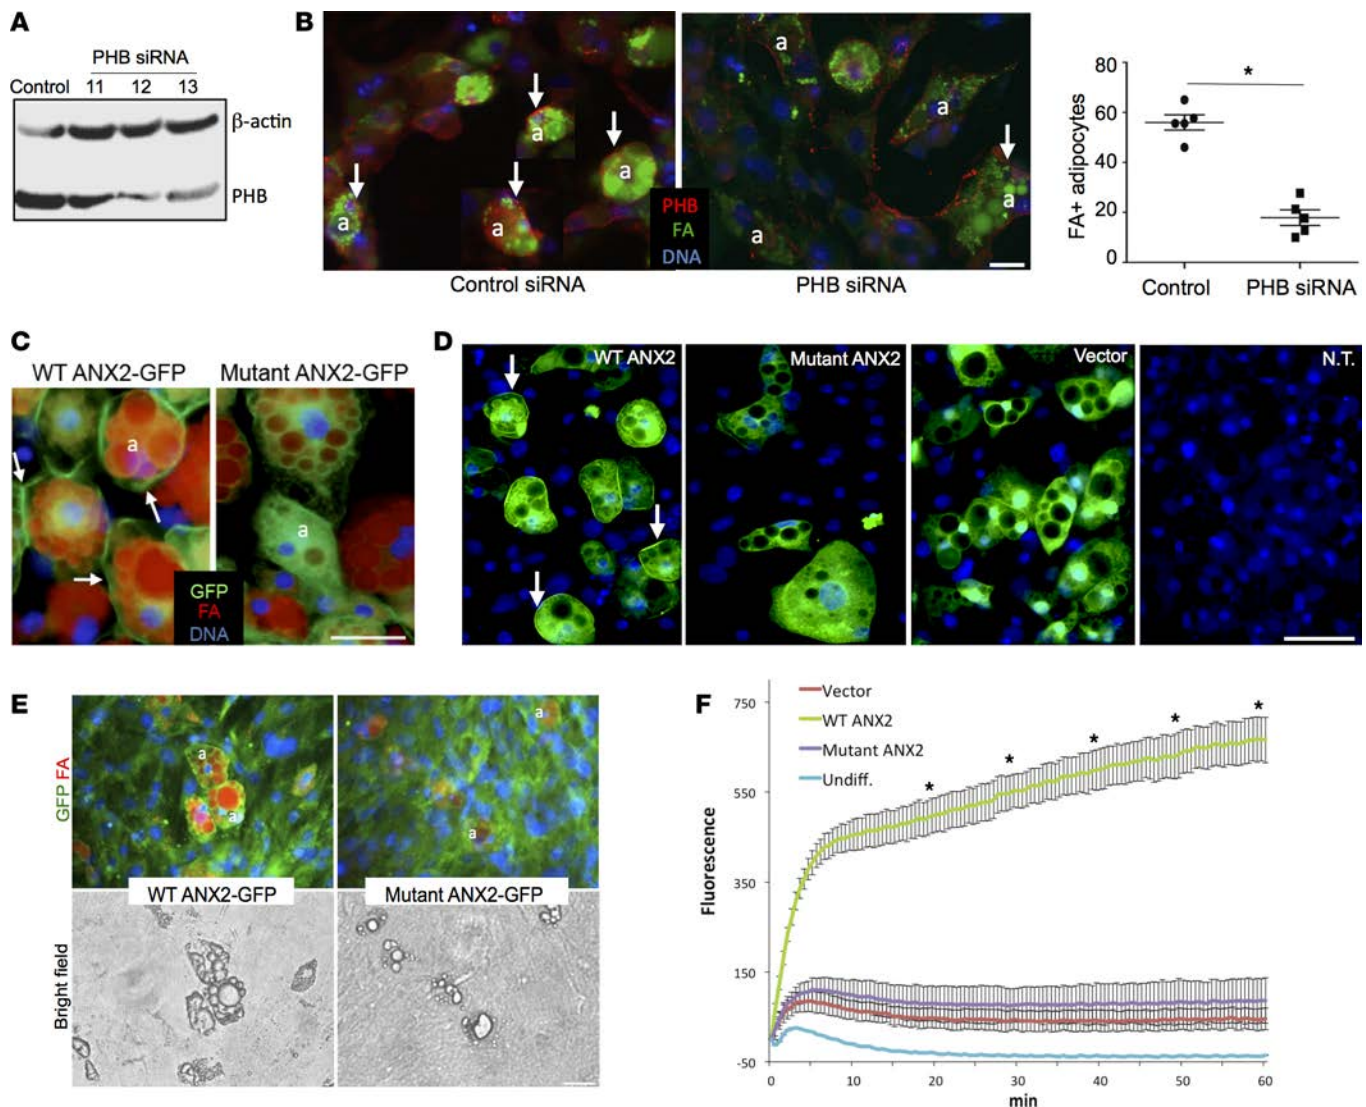 A
PHB siRNA
Control 11 12 13
β-actin
PHB
B
a
a
a
a
PHB
FA
DNA
Control siRNA
a
a
a
a
PHB siRNA
FA+ adipocytes
80
60
40
20
0
*
Control PHB siRNA
C
WT ANX2-GFP Mutant ANX2-GFP
a
a
GFP
FA
DNA
D
WT ANX2
Mutant ANX2
Vector
N.T.
E
GFP FA
a
a
a
a
WT ANX2-GFP Mutant ANX2-GFP
Bright field
F
Vector
WT ANX2
Mutant ANX2
Undiff.
* * * * *
Fluorescence
750
550
350
150
-50
0 10 20 30 40 50 60
min